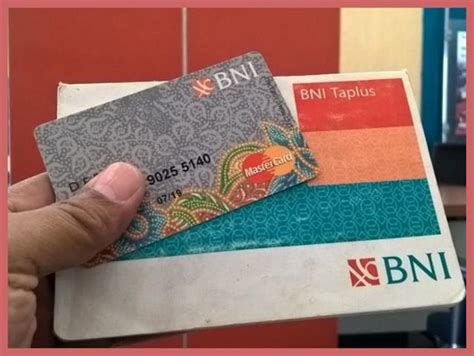 BNI
BNI Taplus
9025 5140
07/19
MasterCard
BNI